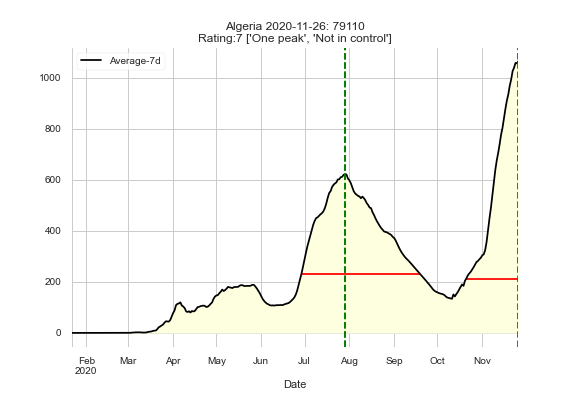 Algeria 2020-11-26: 79110
Rating:7 ['One peak', 'Not in control']
Average-7d
1000
800
600
400
200
0
Feb Mar Apr May Jun Jul Aug Sep Oct Nov
2020
Date